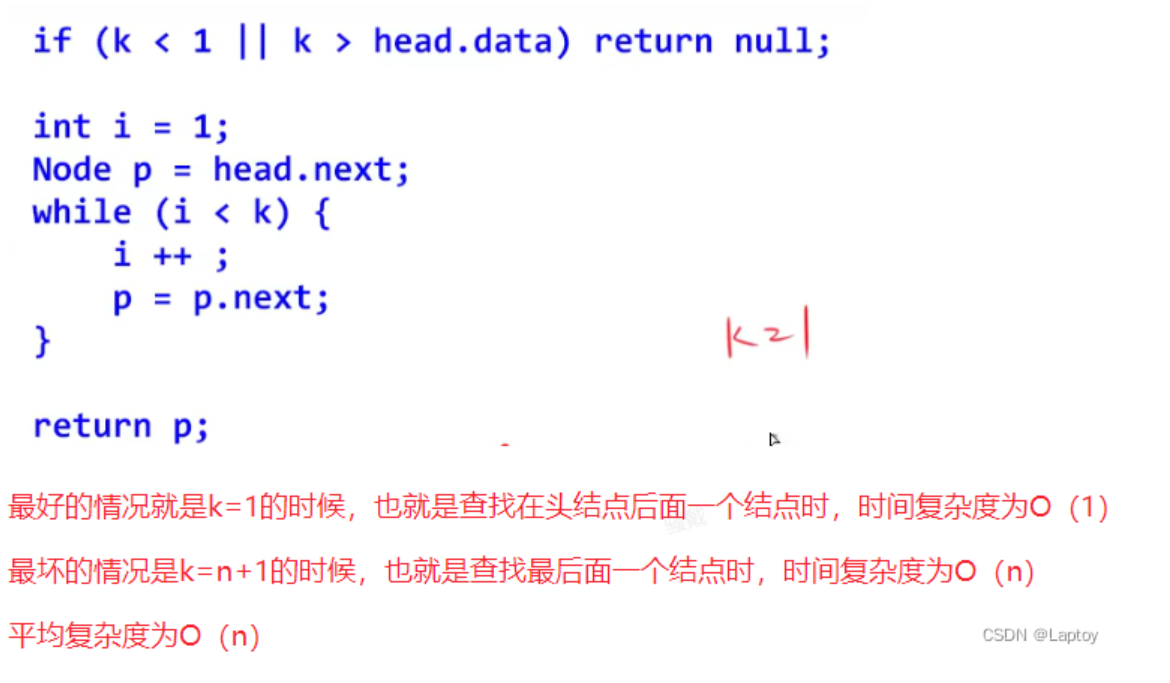 if (k < 1 || k > head.data) return null;
int i = 1;
Node p = head.next;
while (i < k) {
i ++ ;
p = p.next;
}
k=1
return p;
最好的情况就是k=1的时候，也就是查找在头结点后面一个结点时，时间复杂度为O（1）
最坏的情况是k=n+1的时候，也就是查找最后面一个结点时，时间复杂度为O（n）
平均复杂度为O（n）
CSDN @Laptoy